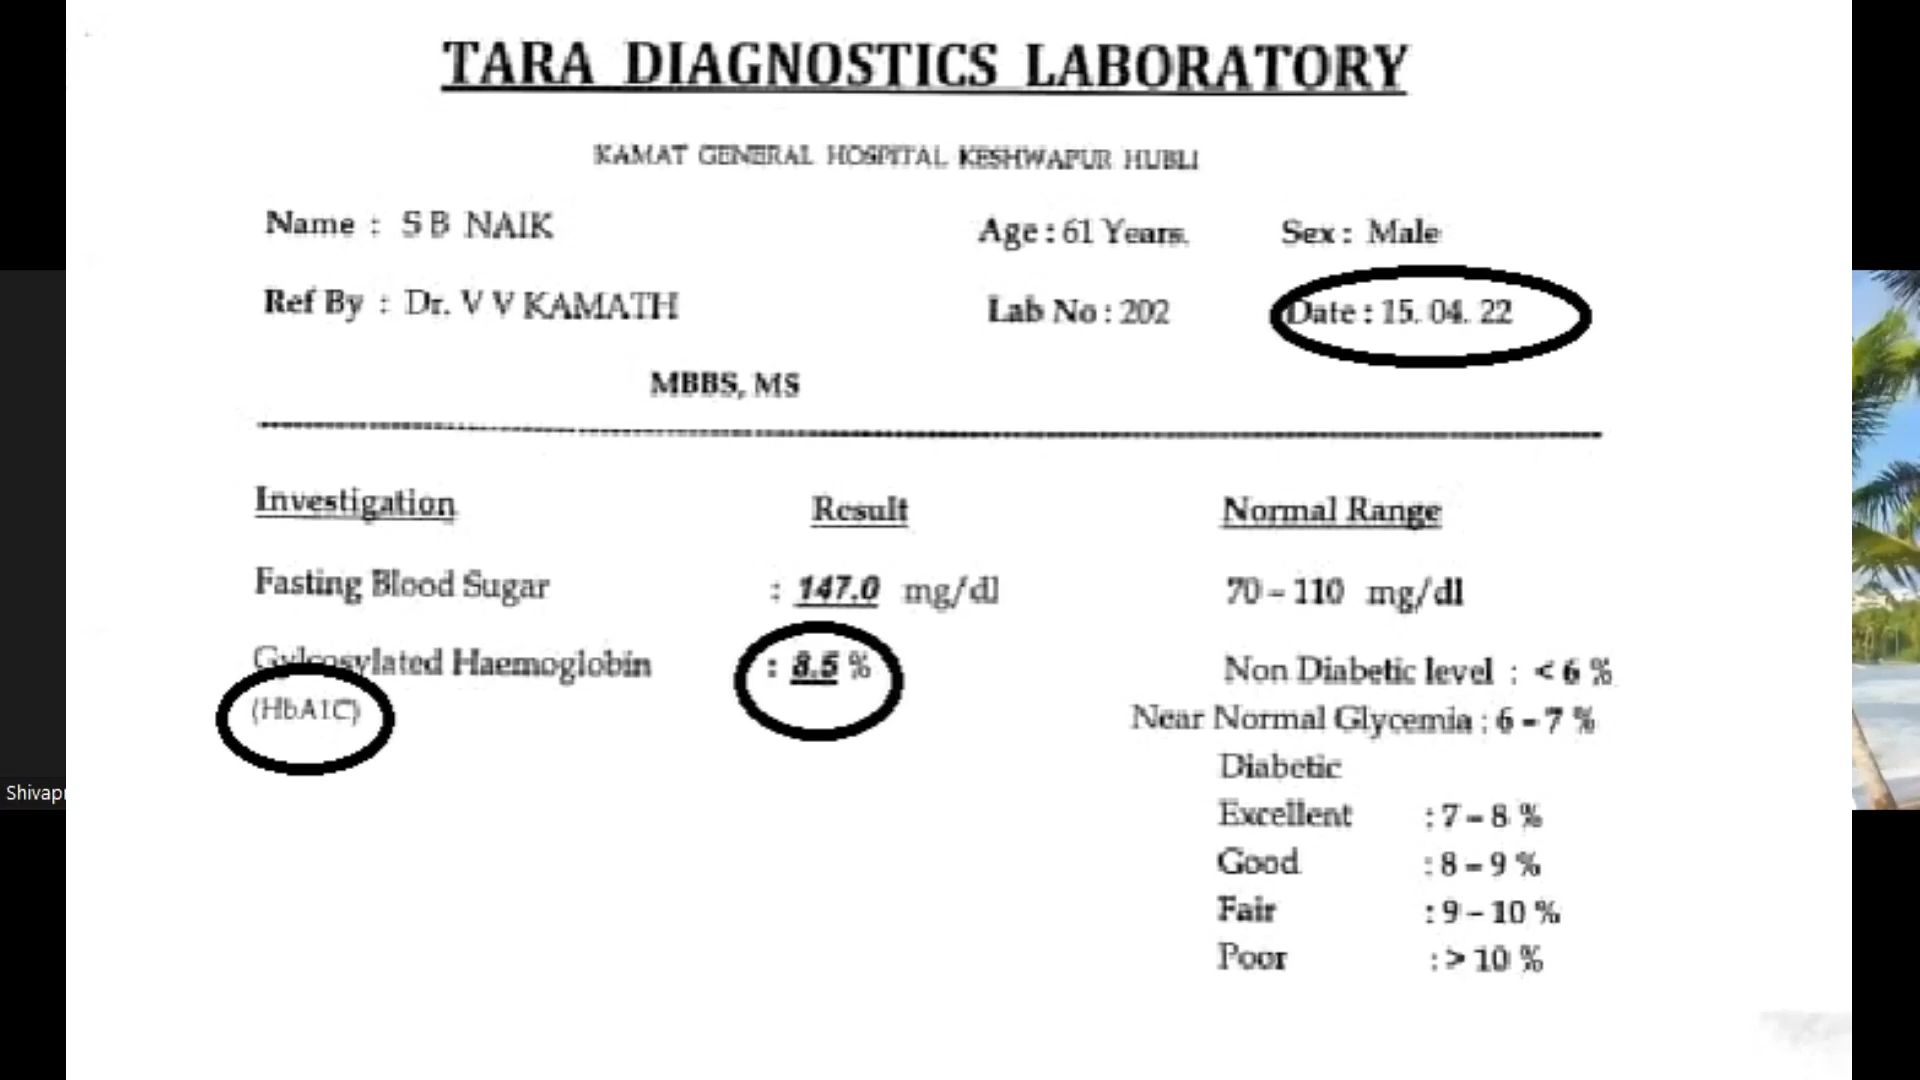 TARA DIAGNOSTICS LABORATORY
KAMAT GENERAL HOSPITAL KESHWAPUR HUBLI
Name : S B NAIK Age : 61 Years. Sex : Male
Ref By : Dr. V V KAMATH Lab No : 202 Date : 15. 04. 22
MBBS, MS
Investigation Result Normal Range
Fasting Blood Sugar : 147.0 mg/dl 70 - 110 mg/dl
Gylcosylated Haemoglobin : 8.5 % Non Diabetic level : < 6 %
(HbA1C) Near Normal Glycemia : 6 - 7 %
Diabetic
Excellent : 7 - 8 %
Good : 8 - 9 %
Fair : 9 - 10 %
Poor : > 10 %